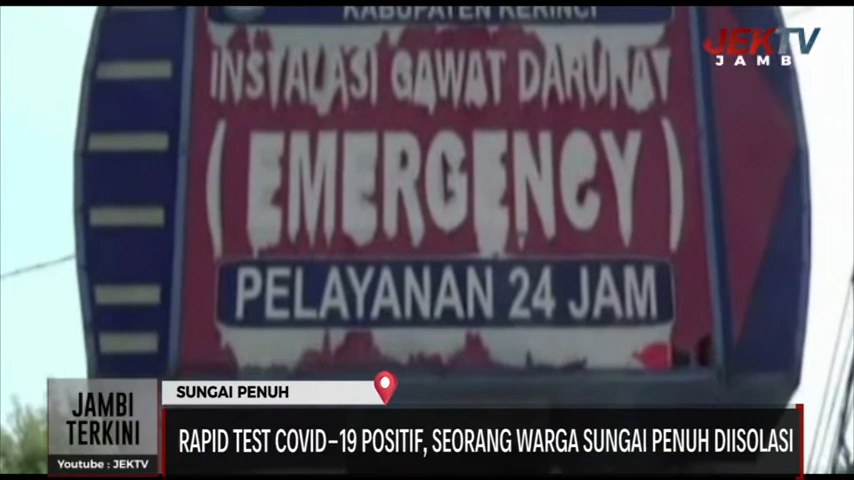 KABUPATEN KERINCI
JEKTV
JAMBI
INSTALASI GAWAT DARURAT
( EMERGENCY )
PELAYANAN 24 JAM
JAMBI
TERKINI
Youtube : JEKTV
SUNGAI PENUH
RAPID TEST COVID-19 POSITIF, SEORANG WARGA SUNGAI PENUH DIISOLASI